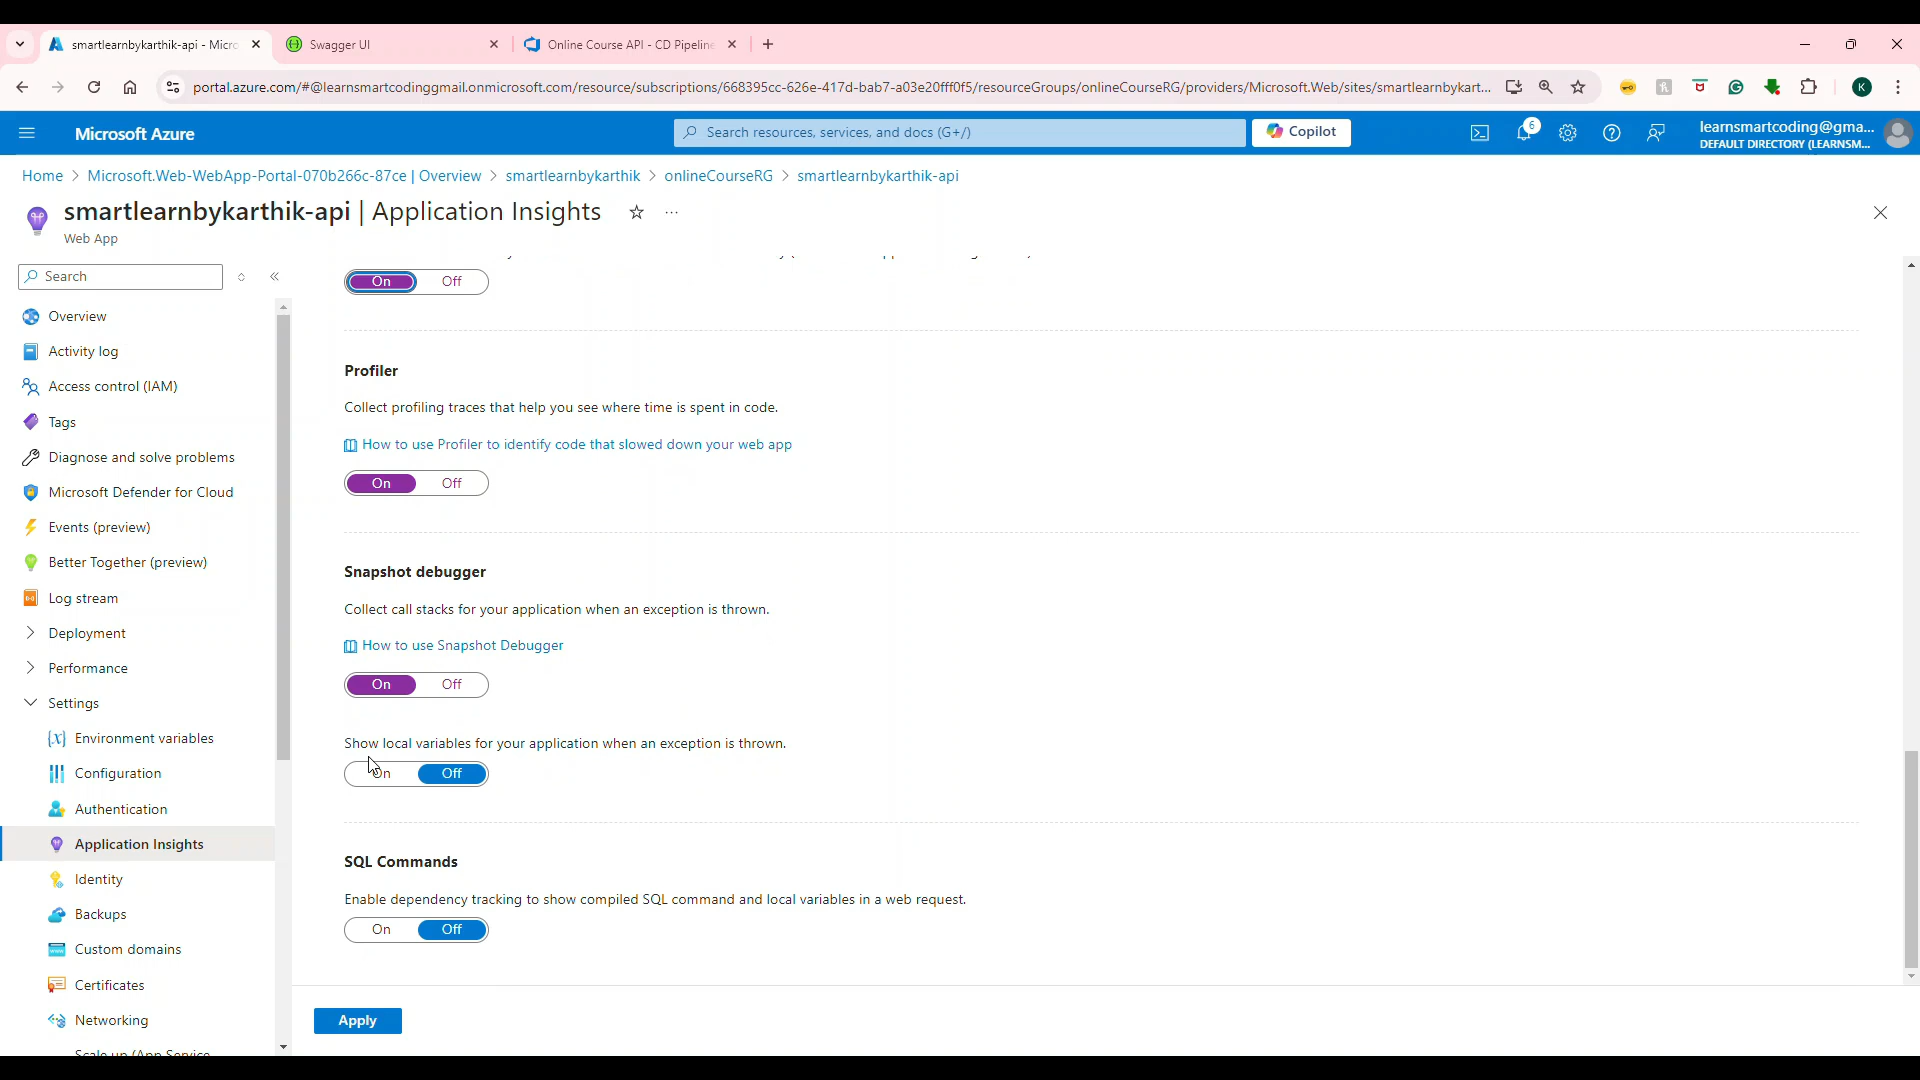 smartlearnbykarthik-api - Micro
Swagger UI
Online Course API - CD Pipeline
portal.azure.com/#@learnsmartcodinggmail.onmicrosoft.com/resource/subscriptions/668395cc-626e-417d-bab7-a03e20fff0f5/resourceGroups/onlineCourseRG/providers/Microsoft.Web/sites/smartlearnbykart...
K
Microsoft Azure
Search resources, services, and docs (G+/)
Copilot
6
learnsmartcoding@gma...
DEFAULT DIRECTORY (LEARNSM...
Home > Microsoft.Web-WebApp-Portal-070b266c-87ce | Overview > smartlearnbykarthik > onlineCourseRG > smartlearnbykarthik-api
smartlearnbykarthik-api | Application Insights
Web App
Search
Overview
Activity log
Access control (IAM)
Tags
Diagnose and solve problems
Microsoft Defender for Cloud
Events (preview)
Better Together (preview)
Log stream
Deployment
Performance
Settings
Environment variables
Configuration
Authentication
Application Insights
Identity
Backups
Custom domains
Certificates
Networking
Scale up (App Service
On Off
Profiler
Collect profiling traces that help you see where time is spent in code.
How to use Profiler to identify code that slowed down your web app
On Off
Snapshot debugger
Collect call stacks for your application when an exception is thrown.
How to use Snapshot Debugger
On Off
Show local variables for your application when an exception is thrown.
On Off
SQL Commands
Enable dependency tracking to show compiled SQL command and local variables in a web request.
On Off
Apply